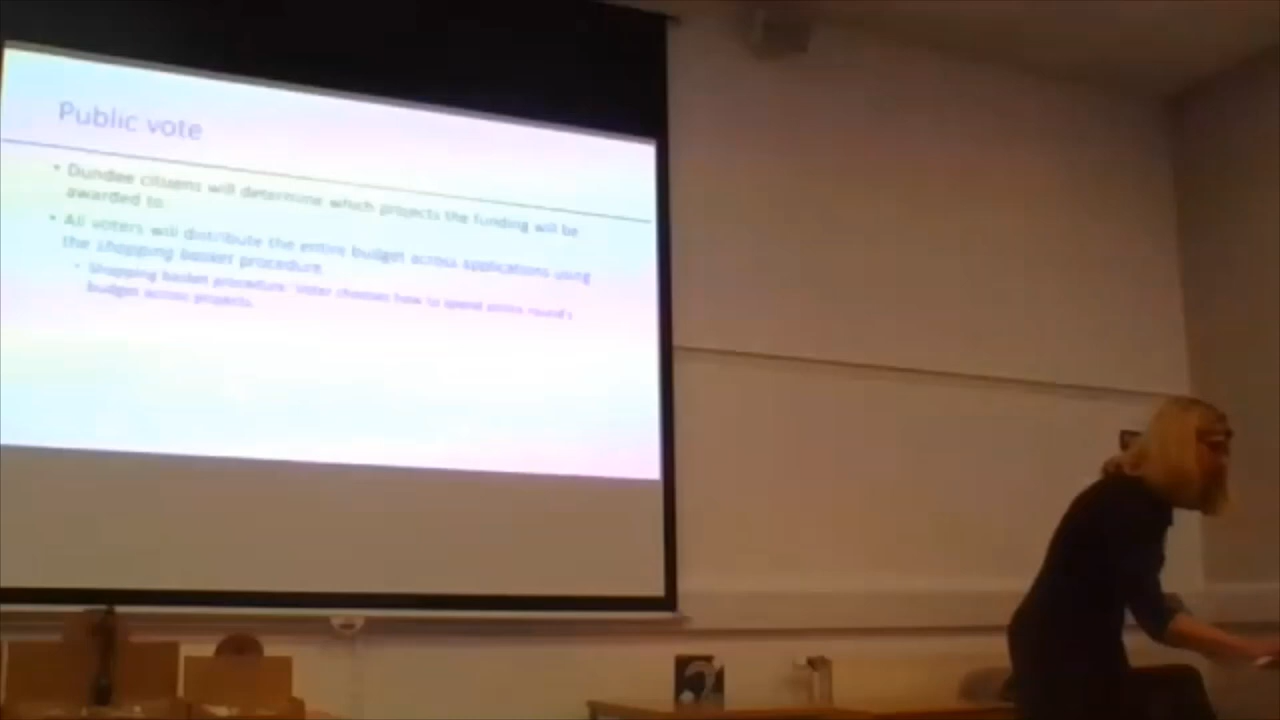 Public vote
• Dundee citizens will determine which projects the funding will be
awarded to
• All voters will distribute the entire budget across applications using
the shopping basket procedure
• Shopping basket procedure: Voter chooses how to spend entire round's
budget across projects